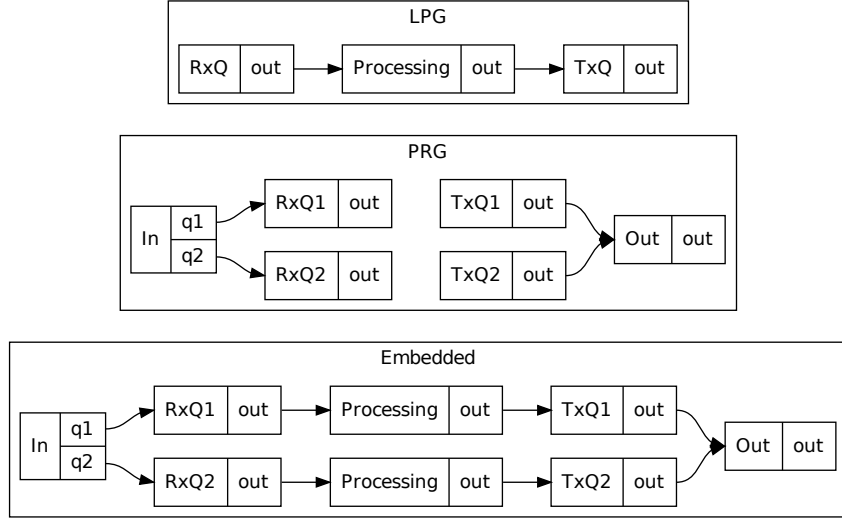 LPG
RxQ out Processing out TxQ out
PRG
In q1 q2 RxQ1 out TxQ1 out Out out
RxQ2 out TxQ2 out
Embedded
In q1 q2 RxQ1 out Processing out TxQ1 out Out out
RxQ2 out Processing out TxQ2 out